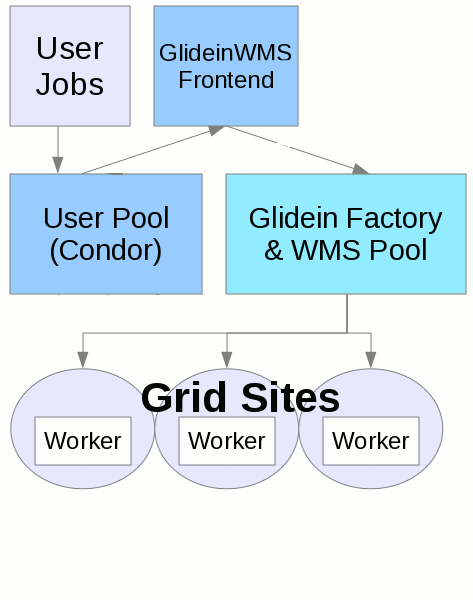 User
Jobs
GlideinWMS
Frontend
User Pool
(Condor)
Glidein Factory
& WMS Pool
Grid Sites
Worker
Worker
Worker